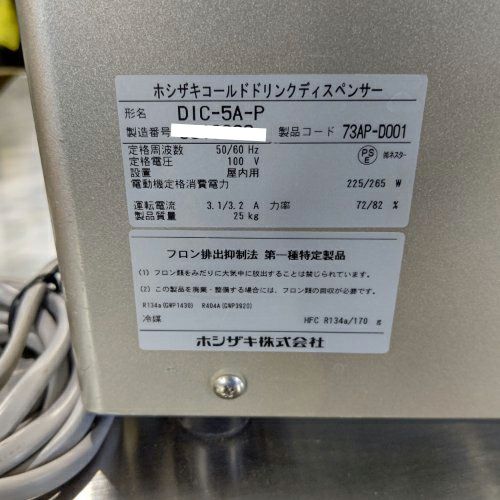 ホシザキコールドドリンクディスペンサー
形名 DIC-5A-P
製造番号 製品コード 73AP-D001
定格周波数 50/60 Hz
定格電圧 100 V
設置 屋内用
電動機定格消費電力 225/265 W
PS E ㈱ネスター
運転電流 3.1/3.2 A 力率 72/82 %
製品質量 25 kg
フロン排出抑制法 第一種特定製品
(1) フロン類をみだりに大気中に放出することは禁じられています。
(2) この製品を廃棄・整備する場合には、フロン類の回収が必要です。
R134a(GWP1430) R404A(GWP3920)
冷媒 HFC R134a/170 g
ホシザキ株式会社